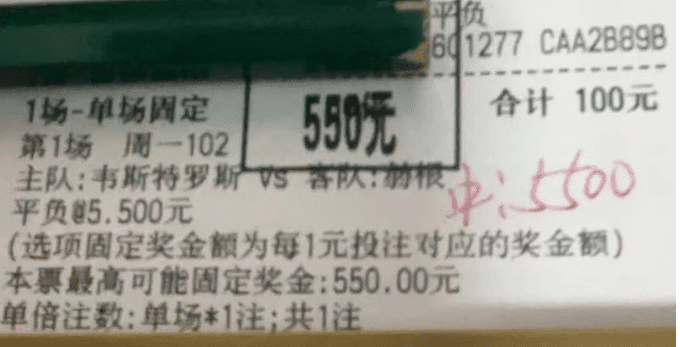 平负
601277 CAA2B89B
1场-单场固定
550元
合计 100元
第1场 周一102
主队:韦斯特罗斯 Vs 客队:赫根
中:5500
平负@5.500元
(选项固定奖金额为每1元投注对应的奖金额)
本票最高可能固定奖金:550.00元
单倍注数:单场*1注;共1注